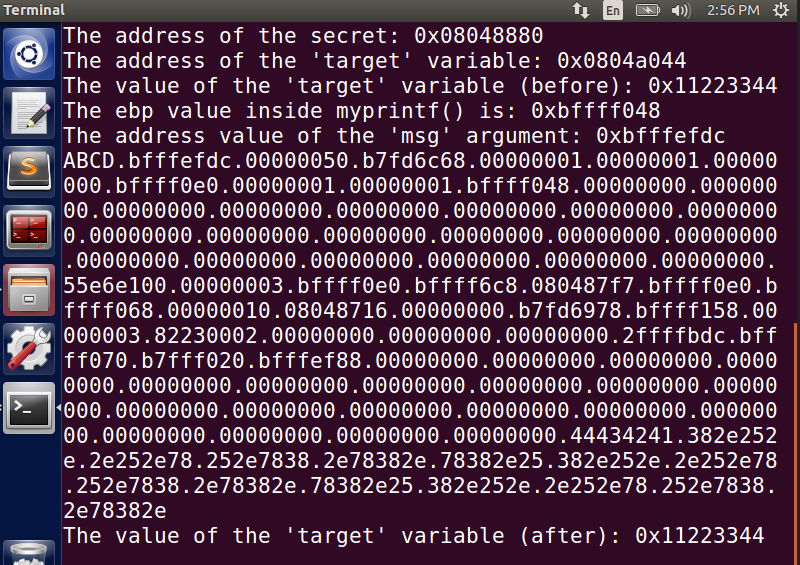 Terminal
En
2:56 PM
The address of the secret: 0x08048880
The address of the 'target' variable: 0x0804a044
The value of the 'target' variable (before): 0x11223344
The ebp value inside myprintf() is: 0xbffff048
The address value of the 'msg' argument: 0xbfffefdc
ABCD.bfffefdc.00000050.b7fd6c68.00000001.00000001.00000
000.bffff0e0.00000001.00000001.bffff048.00000000.000000
00.00000000.00000000.00000000.00000000.00000000.0000000
0.00000000.00000000.00000000.00000000.00000000.00000000
.00000000.00000000.00000000.00000000.00000000.00000000.
55e6e100.00000003.bffff0e0.bffff6c8.080487f7.bffff0e0.b
ffff068.00000010.08048716.00000000.b7fd6978.bffff158.00
000003.82230002.00000000.00000000.00000000.2ffffbdc.bff
ff070.b7fff020.bfffef88.00000000.00000000.00000000.0000
0000.00000000.00000000.00000000.00000000.00000000.00000
000.00000000.00000000.00000000.00000000.00000000.000000
00.00000000.00000000.00000000.00000000.44434241.382e252
e.2e252e78.252e7838.2e78382e.78382e25.382e252e.2e252e78
.252e7838.2e78382e.78382e25.382e252e.2e252e78.252e7838.
2e78382e
The value of the 'target' variable (after): 0x11223344